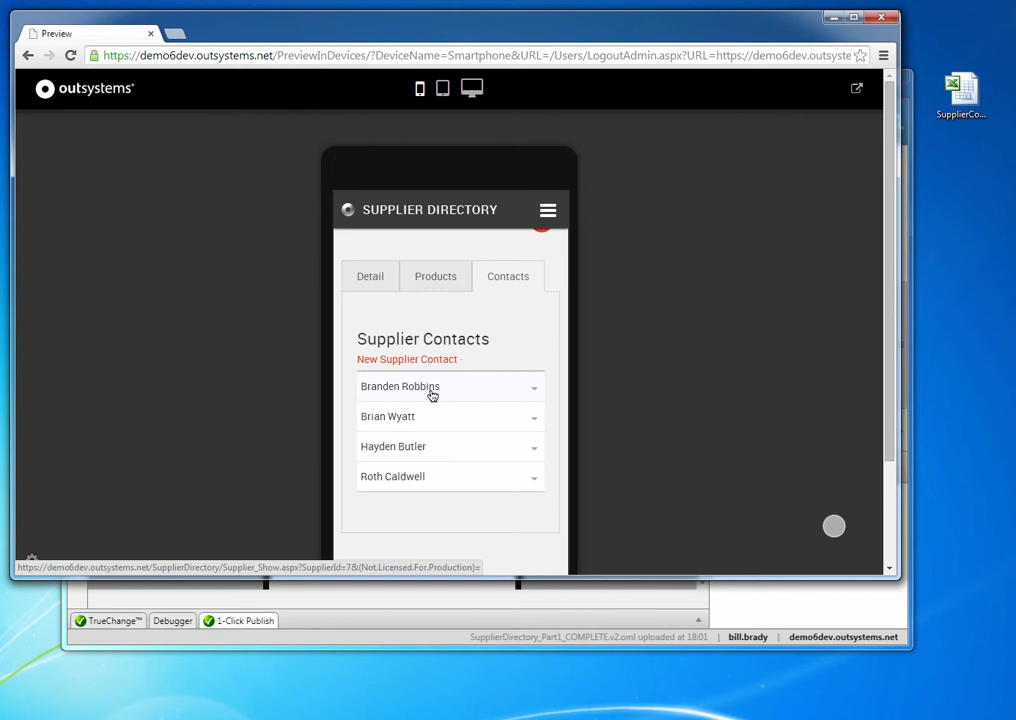 Preview
https://demo6dev.outsystems.net/PreviewInDevices/?DeviceName=Smartphone&URL=/Users/LogoutAdmin.aspx?URL=https://demo6dev.outsyste
outsystems
SupplierCo...
SUPPLIER DIRECTORY
Detail
Products
Contacts
Supplier Contacts
New Supplier Contact ·
Branden Robbins
Brian Wyatt
Hayden Butler
Roth Caldwell
https://demo6dev.outsystems.net/SupplierDirectory/Supplier_Show.aspx?SupplierId=7&(Not.Licensed.For.Production)=
TrueChange™
Debugger
1-Click Publish
SupplierDirectory_Part1_COMPLETE.v2.oml uploaded at 18:01 | bill.brady | demo6dev.outsystems.net